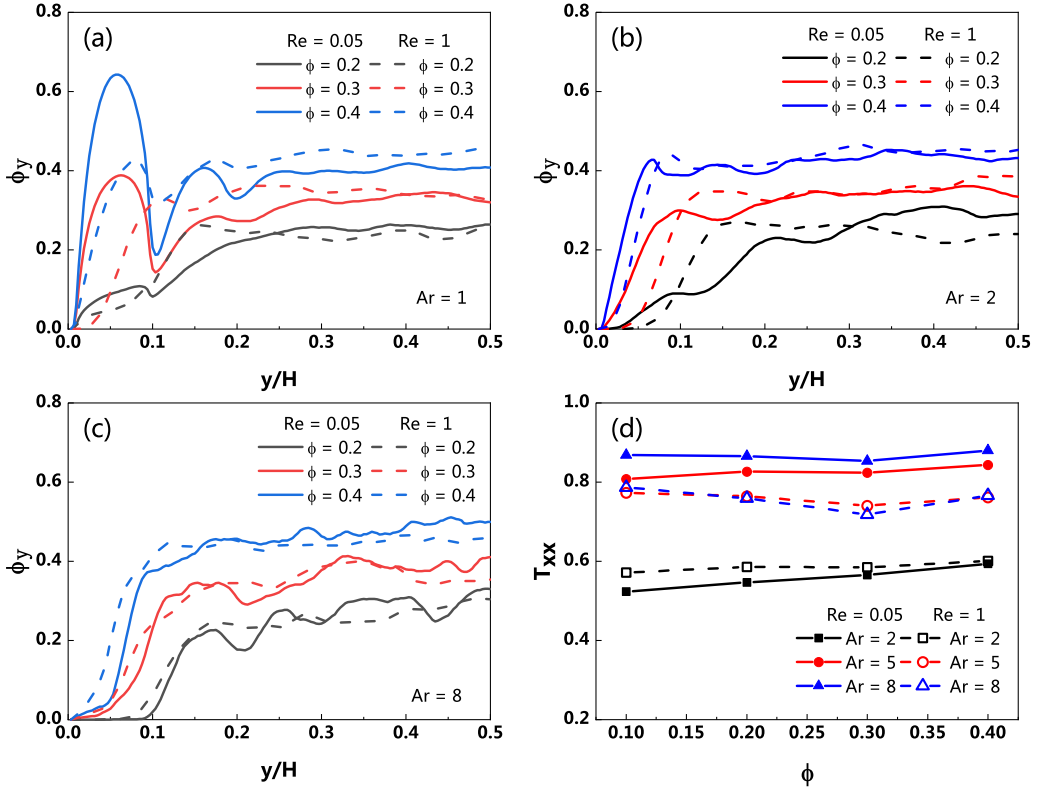 (a)
Re = 0.05 Re = 1
ϕ = 0.2 ϕ = 0.2
ϕ = 0.3 ϕ = 0.3
ϕ = 0.4 ϕ = 0.4
Ar = 1
0.8
0.6
0.4
0.2
0.0
ϕy
0.0 0.1 0.2 0.3 0.4 0.5
y/H
(b)
Re = 0.05 Re = 1
ϕ = 0.2 ϕ = 0.2
ϕ = 0.3 ϕ = 0.3
ϕ = 0.4 ϕ = 0.4
Ar = 2
0.8
0.6
0.4
0.2
0.0
ϕy
0.0 0.1 0.2 0.3 0.4 0.5
y/H
(c)
Re = 0.05 Re = 1
ϕ = 0.2 ϕ = 0.2
ϕ = 0.3 ϕ = 0.3
ϕ = 0.4 ϕ = 0.4
Ar = 8
0.8
0.6
0.4
0.2
0.0
ϕy
0.0 0.1 0.2 0.3 0.4 0.5
y/H
(d)
1.0
0.8
0.6
0.4
0.2
Txx
Re = 0.05 Re = 1
Ar = 2 Ar = 2
Ar = 5 Ar = 5
Ar = 8 Ar = 8
0.10 0.15 0.20 0.25 0.30 0.35 0.40
ϕ